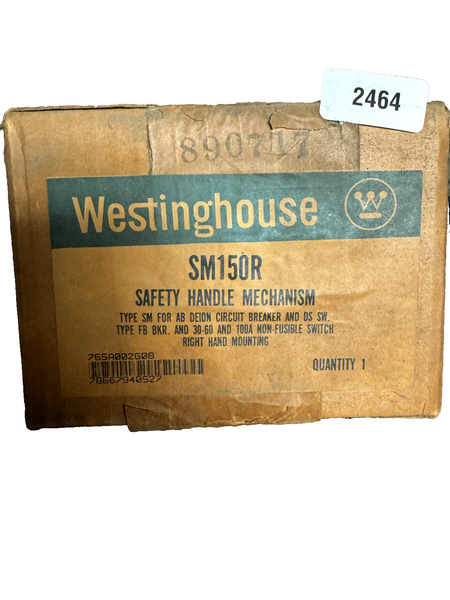 2464
890717
Westinghouse
W
SM150R
SAFETY HANDLE MECHANISM
TYPE SM FOR AB DEION CIRCUIT BREAKER AND DS SW.
TYPE FB BKR. AND 30-60 AND 100A NON-FUSIBLE SWITCH
RIGHT HAND MOUNTING
765A002G08
QUANTITY 1
78667940527